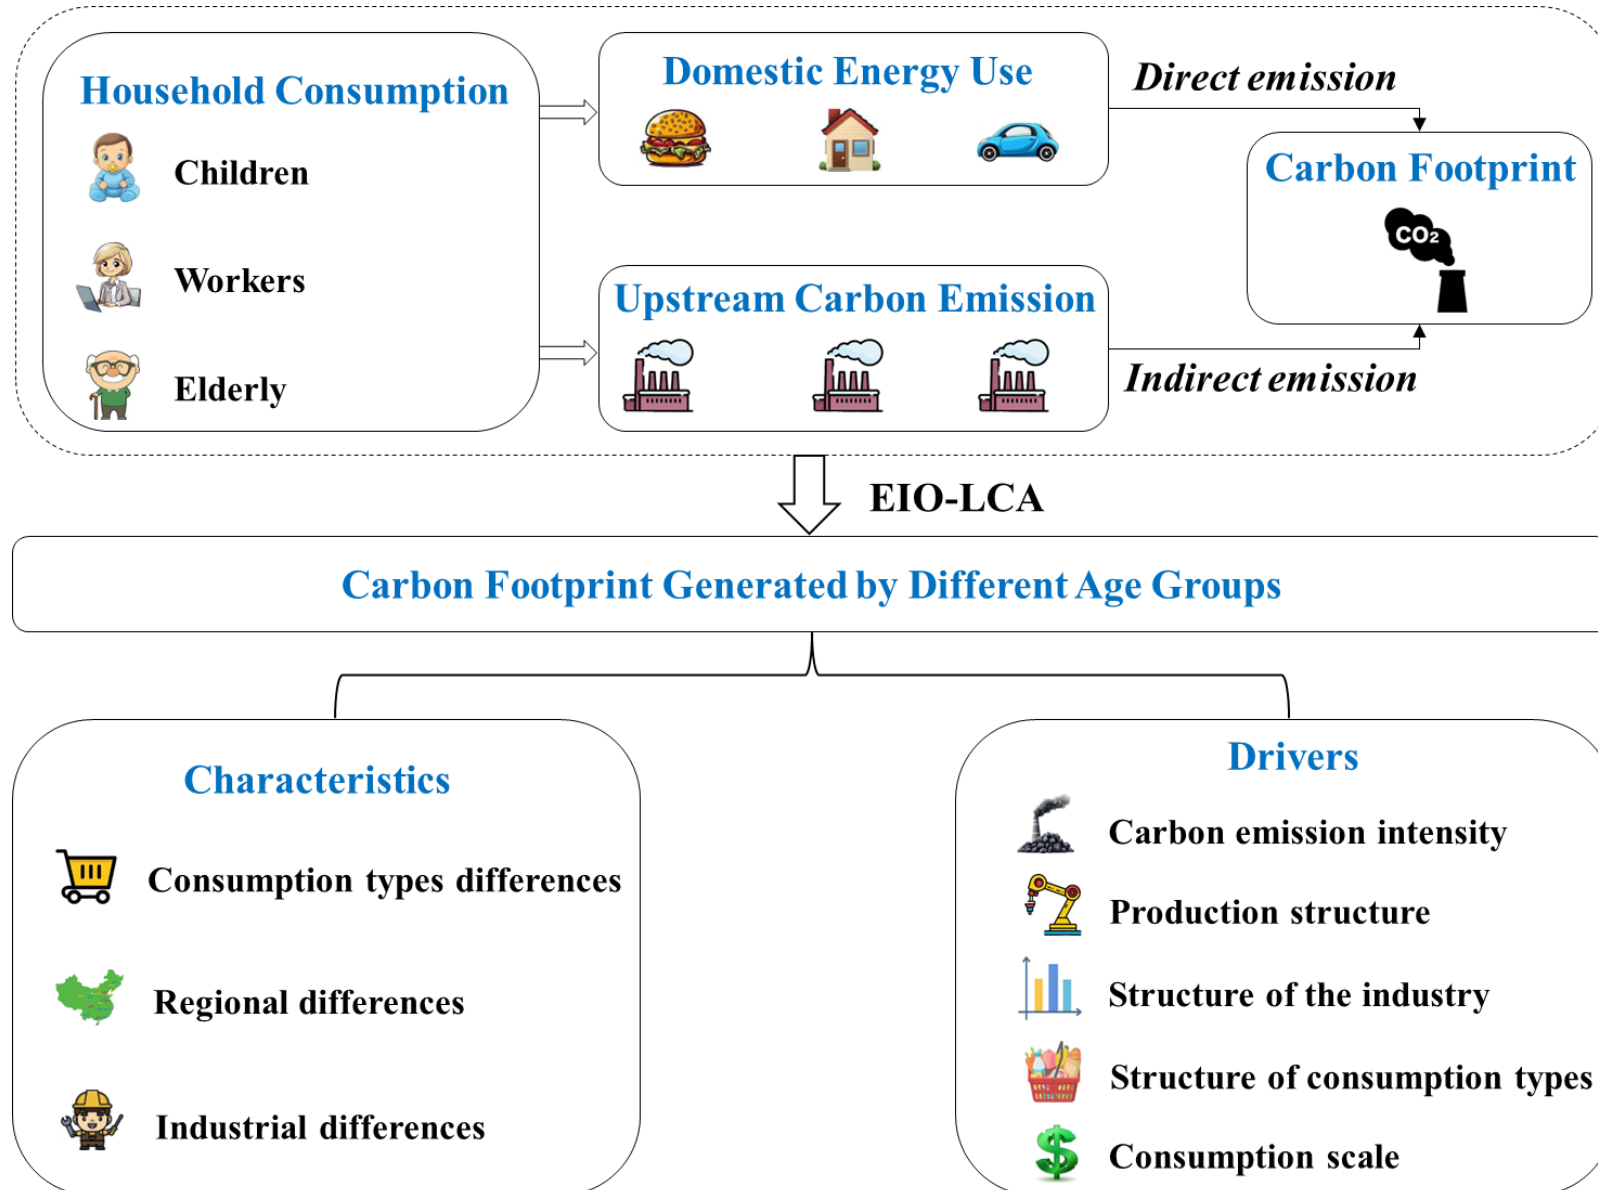 Household Consumption
Children
Workers
Elderly
Domestic Energy Use
Upstream Carbon Emission
Direct emission
Indirect emission
Carbon Footprint
CO₂
EIO-LCA
Carbon Footprint Generated by Different Age Groups
Characteristics
Consumption types differences
Regional differences
Industrial differences
Drivers
Carbon emission intensity
Production structure
Structure of the industry
Structure of consumption types
Consumption scale